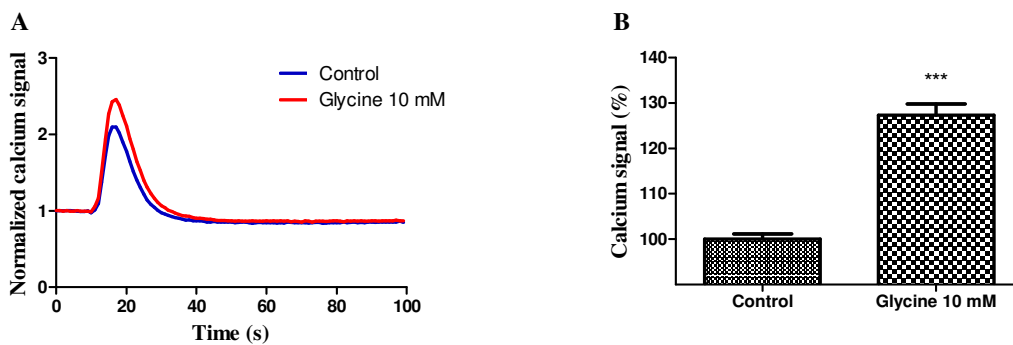 A
Normalized calcium signal
3
2
1
0
0 20 40 60 80 100
Time (s)
Control
Glycine 10 mM
B
Calcium signal (%)
140
130
120
110
100
***
Control Glycine 10 mM